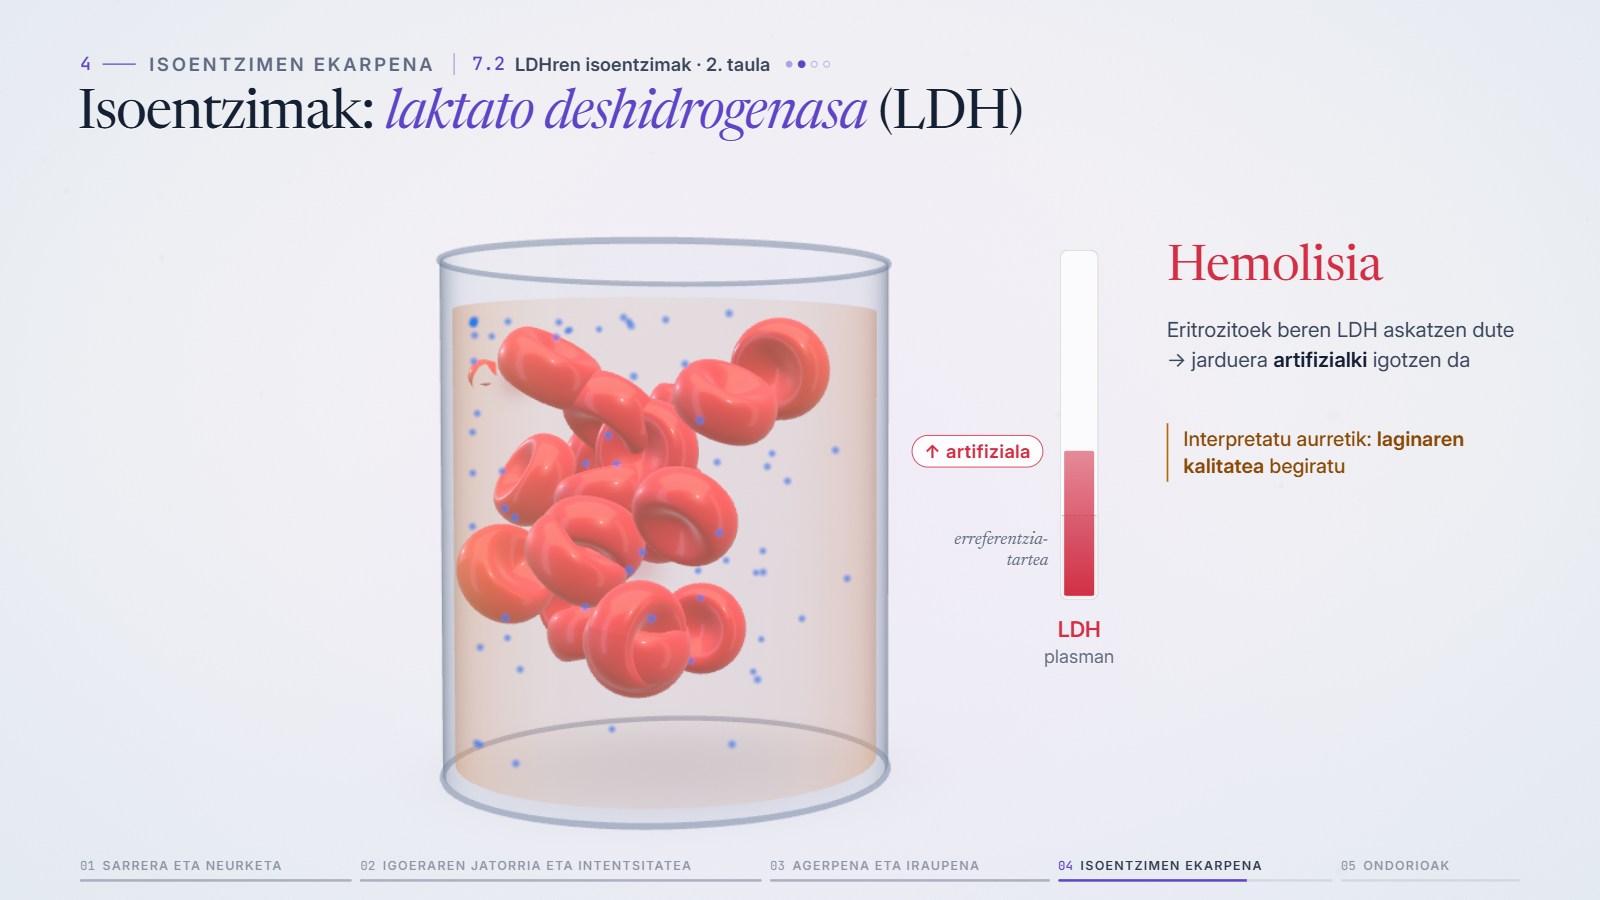 4 ISOENTZIMEN EKARPENA 7.2 LDHren isoentzimak · 2. taula
Isoentzimak: laktato deshidrogenasa (LDH)
Hemolisia
Eritrozitoek beren LDH askatzen dute
→ jarduera artifizialki igotzen da
Interpretatu aurretik: laginaren
kalitatea begiratu
↑ artifiziala
erreferentzia-
tartea
LDH
plasman
01 SARRERA ETA NEURKETA
02 IGOERAREN JATORRIA ETA INTENTSITATEA
03 AGERPENA ETA IRAUPENA
04 ISOENTZIMEN EKARPENA
05 ONDORIOAK